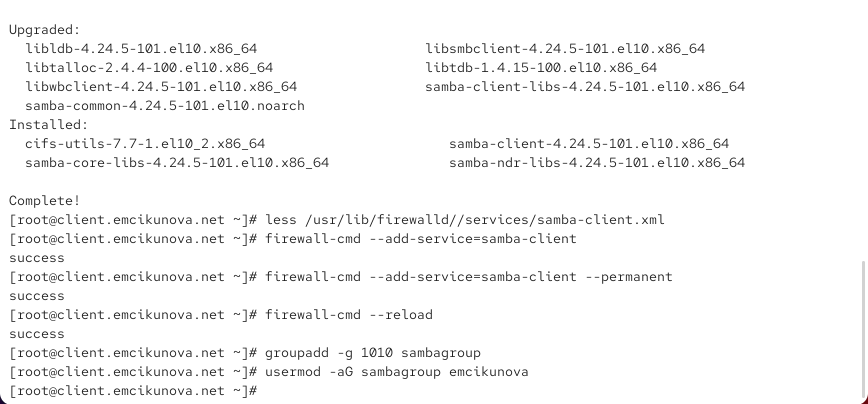 Upgraded:
  libldb-4.24.5-101.el10.x86_64                     libsmbclient-4.24.5-101.el10.x86_64
  libtalloc-2.4.4-100.el10.x86_64                   libtdb-1.4.15-100.el10.x86_64
  libwbclient-4.24.5-101.el10.x86_64                samba-client-libs-4.24.5-101.el10.x86_64
  samba-common-4.24.5-101.el10.noarch
Installed:
  cifs-utils-7.7-1.el10_2.x86_64                       samba-client-4.24.5-101.el10.x86_64
  samba-core-libs-4.24.5-101.el10.x86_64               samba-ndr-libs-4.24.5-101.el10.x86_64
Complete!
[root@client.emcikunova.net ~]# less /usr/lib/firewalld//services/samba-client.xml
[root@client.emcikunova.net ~]# firewall-cmd --add-service=samba-client
success
[root@client.emcikunova.net ~]# firewall-cmd --add-service=samba-client --permanent
success
[root@client.emcikunova.net ~]# firewall-cmd --reload
success
[root@client.emcikunova.net ~]# groupadd -g 1010 sambagroup
[root@client.emcikunova.net ~]# usermod -aG sambagroup emcikunova
[root@client.emcikunova.net ~]#